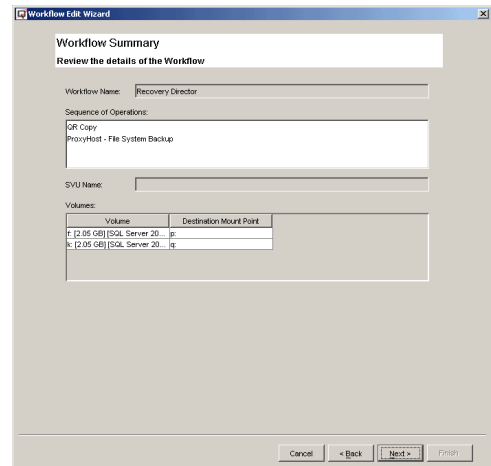 Workflow Edit Wizard
Workflow Summary
Review the details of the Workflow
Workflow Name: Recovery Director
Sequence of Operations:
QR Copy
ProxyHost - File System Backup
SVU Name:
Volumes:
Volume Destination Mount Point
f: [2.05 GB] [SQL Server 20... p:
k: [2.05 GB] [SQL Server 20... q:
Cancel < Back Next > Finish